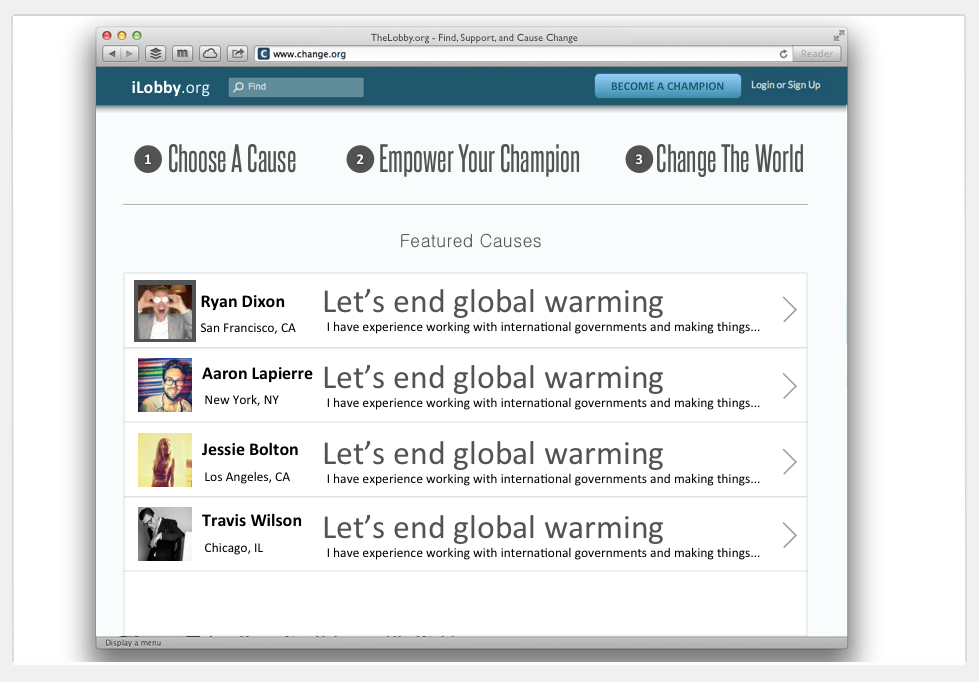 TheLobby.org - Find, Support, and Cause Change
m
C www.change.org
Reader
iLobby.org
Find
BECOME A CHAMPION
Login or Sign Up
1 Choose A Cause
2 Empower Your Champion
3 Change The World
Featured Causes
Ryan Dixon
San Francisco, CA
Let's end global warming
I have experience working with international governments and making things...
Aaron Lapierre
New York, NY
Let's end global warming
I have experience working with international governments and making things...
Jessie Bolton
Los Angeles, CA
Let's end global warming
I have experience working with international governments and making things...
Travis Wilson
Chicago, IL
Let's end global warming
I have experience working with international governments and making things...
Display a menu